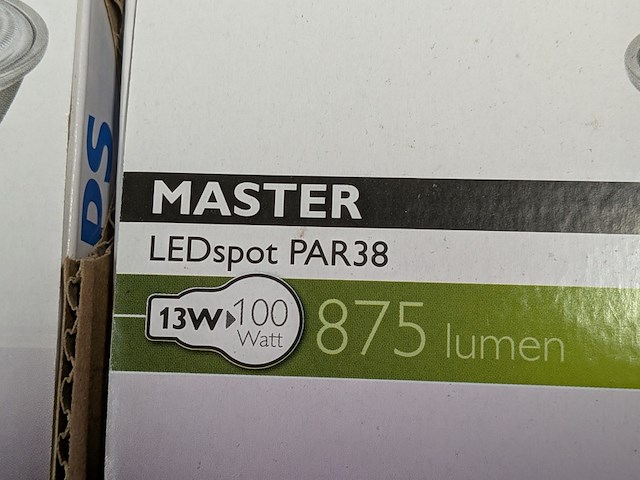 MASTER
LEDspot PAR38
13W 100 Watt
875 lumen